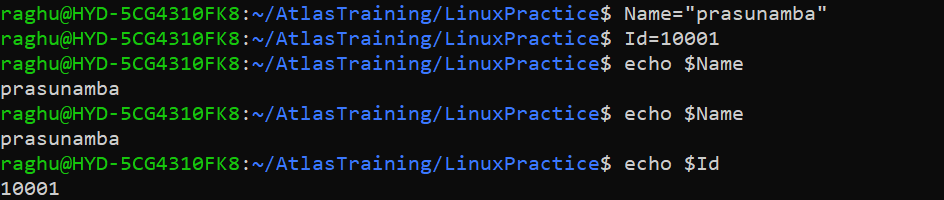 raghu@HYD-5CG4310FK8:~/AtlasTraining/LinuxPractice$ Name="prasunamba"
raghu@HYD-5CG4310FK8:~/AtlasTraining/LinuxPractice$ Id=10001
raghu@HYD-5CG4310FK8:~/AtlasTraining/LinuxPractice$ echo $Name
prasunamba
raghu@HYD-5CG4310FK8:~/AtlasTraining/LinuxPractice$ echo $Name
prasunamba
raghu@HYD-5CG4310FK8:~/AtlasTraining/LinuxPractice$ echo $Id
10001